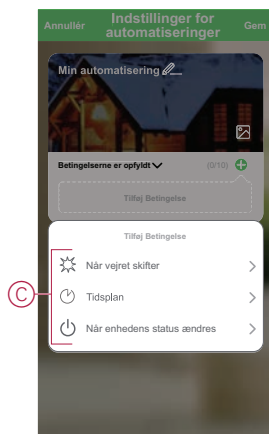 Annullér
Indstillinger for
automatiseringer
Gem
Min automatisering
Betingelserne er opfyldt
(0/10)
Tilføj Betingelse
Tilføj Betingelse
Når vejret skifter
C
Tidsplan
Når enhedens status ændres